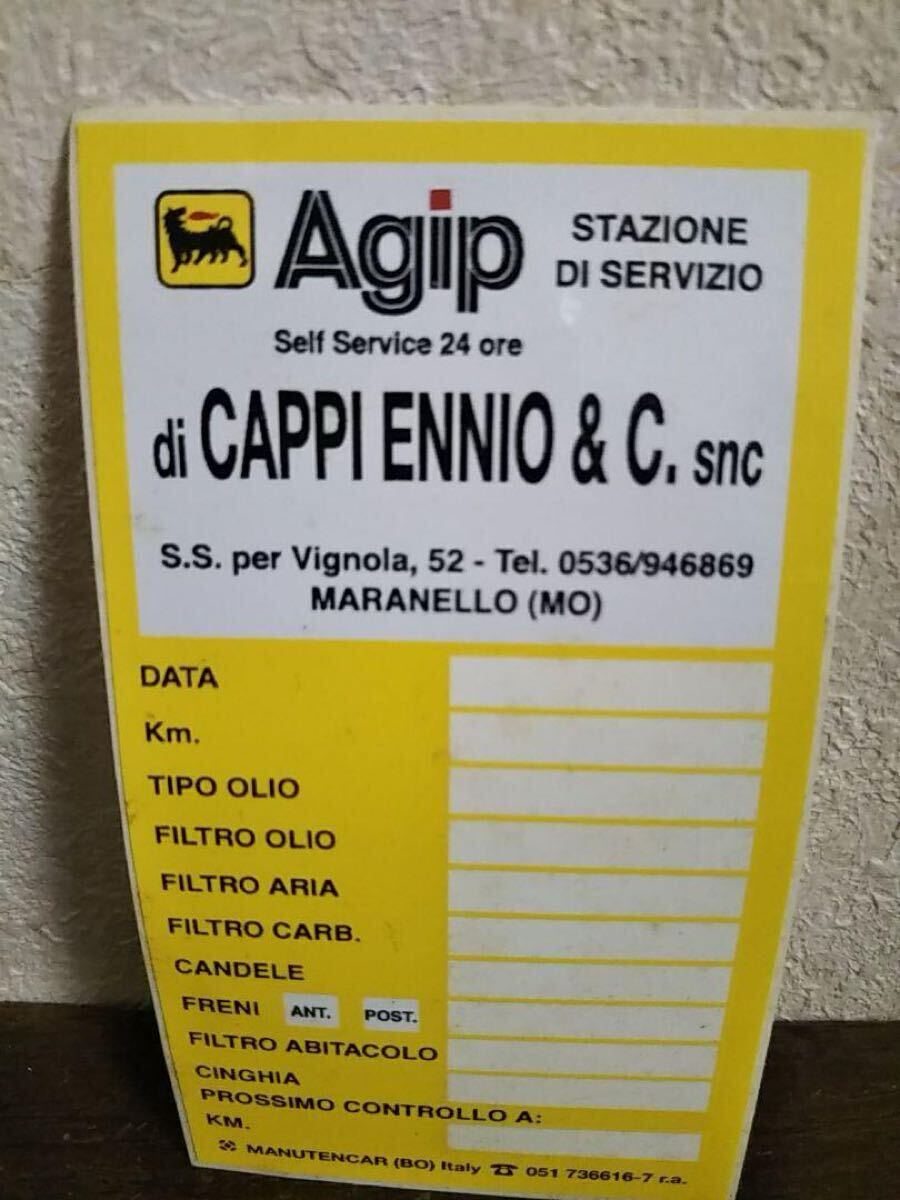 Agip STAZIONE
DI SERVIZIO
Self Service 24 ore
di CAPPI ENNIO & C. snc
S.S. per Vignola, 52 - Tel. 0536/946869
MARANELLO (MO)
DATA
Km.
TIPO OLIO
FILTRO OLIO
FILTRO ARIA
FILTRO CARB.
CANDELE
FRENI ANT. POST.
FILTRO ABITACOLO
CINGHIA
PROSSIMO CONTROLLO A:
KM.
MANUTENCAR (BO) Italy ☎ 051 736616-7 r.a.